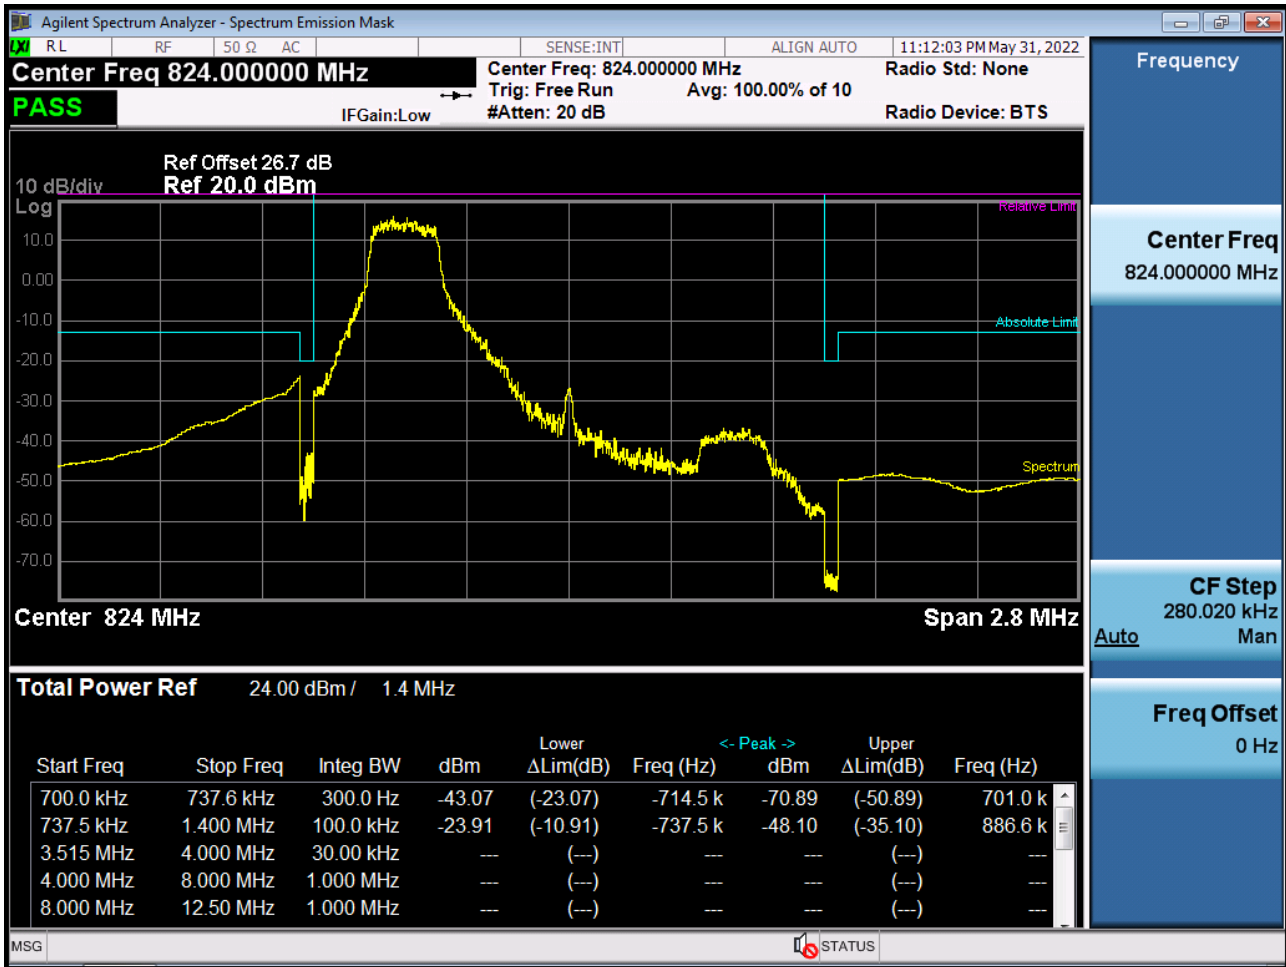 Agilent Spectrum Analyzer - Spectrum Emission Mask
LXI RL RF 50 Ω AC SENSE:INT ALIGN AUTO 11:12:03 PM May 31, 2022
Center Freq 824.000000 MHz
PASS
IFGain:Low
Center Freq: 824.000000 MHz
Trig: Free Run Avg: 100.00% of 10
#Atten: 20 dB
Radio Std: None
Radio Device: BTS
Ref Offset 26.7 dB
10 dB/div Ref 20.0 dBm
Log
Relative Limit
10.0
0.00
-10.0
Absolute Limit
-20.0
-30.0
-40.0
Spectrum
-50.0
-60.0
-70.0
Center 824 MHz Span 2.8 MHz
Total Power Ref 24.00 dBm / 1.4 MHz
Lower <- Peak -> Upper
Start Freq Stop Freq Integ BW dBm ΔLim(dB) Freq (Hz) dBm ΔLim(dB) Freq (Hz)
700.0 kHz 737.6 kHz 300.0 Hz -43.07 (-23.07) -714.5 k -70.89 (-50.89) 701.0 k
737.5 kHz 1.400 MHz 100.0 kHz -23.91 (-10.91) -737.5 k -48.10 (-35.10) 886.6 k
3.515 MHz 4.000 MHz 30.00 kHz --- (---) --- --- (---) ---
4.000 MHz 8.000 MHz 1.000 MHz --- (---) --- --- (---) ---
8.000 MHz 12.50 MHz 1.000 MHz --- (---) --- --- (---) ---
MSG STATUS
Frequency
Center Freq
824.000000 MHz
CF Step
280.020 kHz
Auto Man
Freq Offset
0 Hz